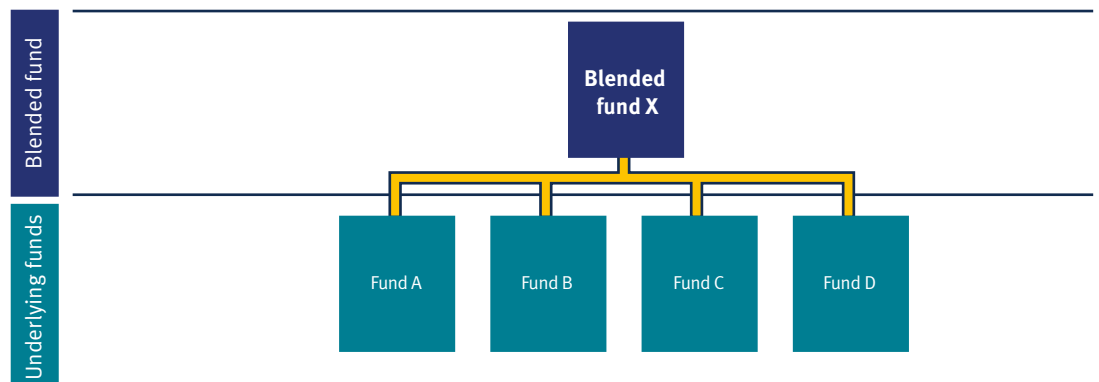 Blended fund
Blended
fund X
Underlying funds
Fund A
Fund B
Fund C
Fund D